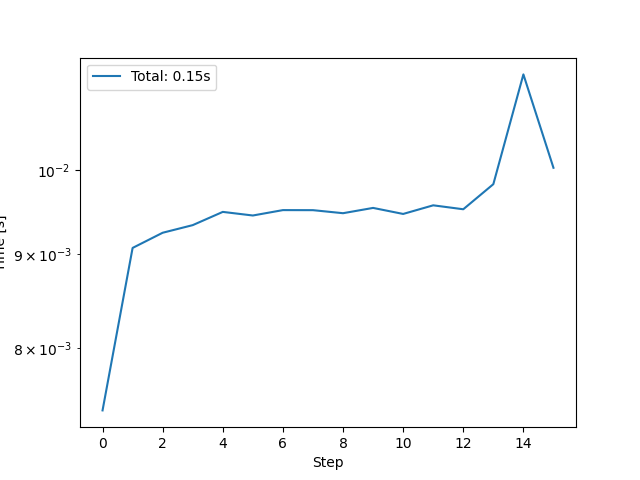 Total: 0.15s
10⁻²
9 × 10⁻³
8 × 10⁻³
[s]
0 2 4 6 8 10 12 14
Step